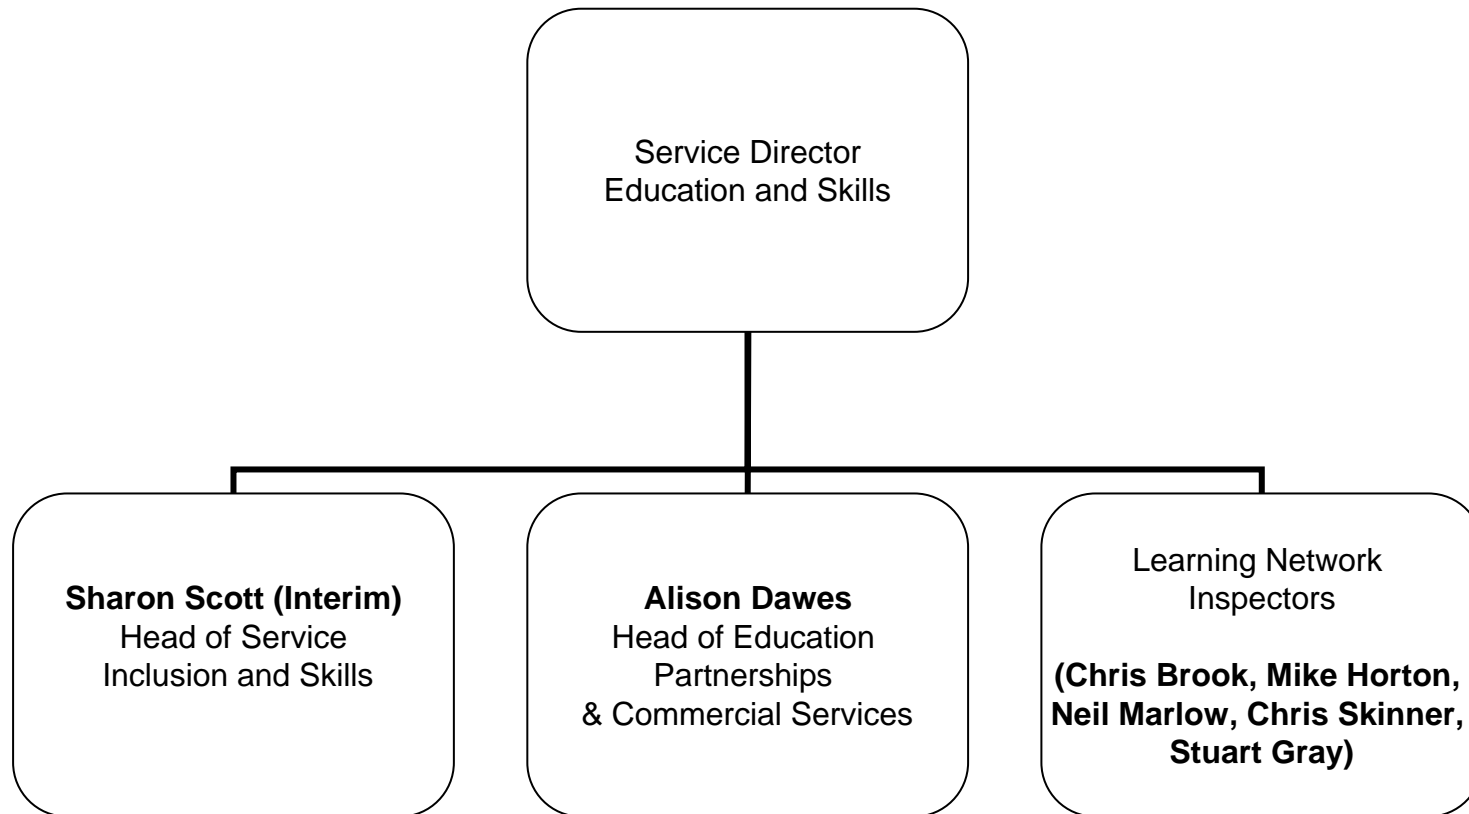 Service Director
Education and Skills
Sharon Scott (Interim)
Head of Service
Inclusion and Skills
Alison Dawes
Head of Education
Partnerships
& Commercial Services
Learning Network
Inspectors
(Chris Brook, Mike Horton,
Neil Marlow, Chris Skinner,
Stuart Gray)